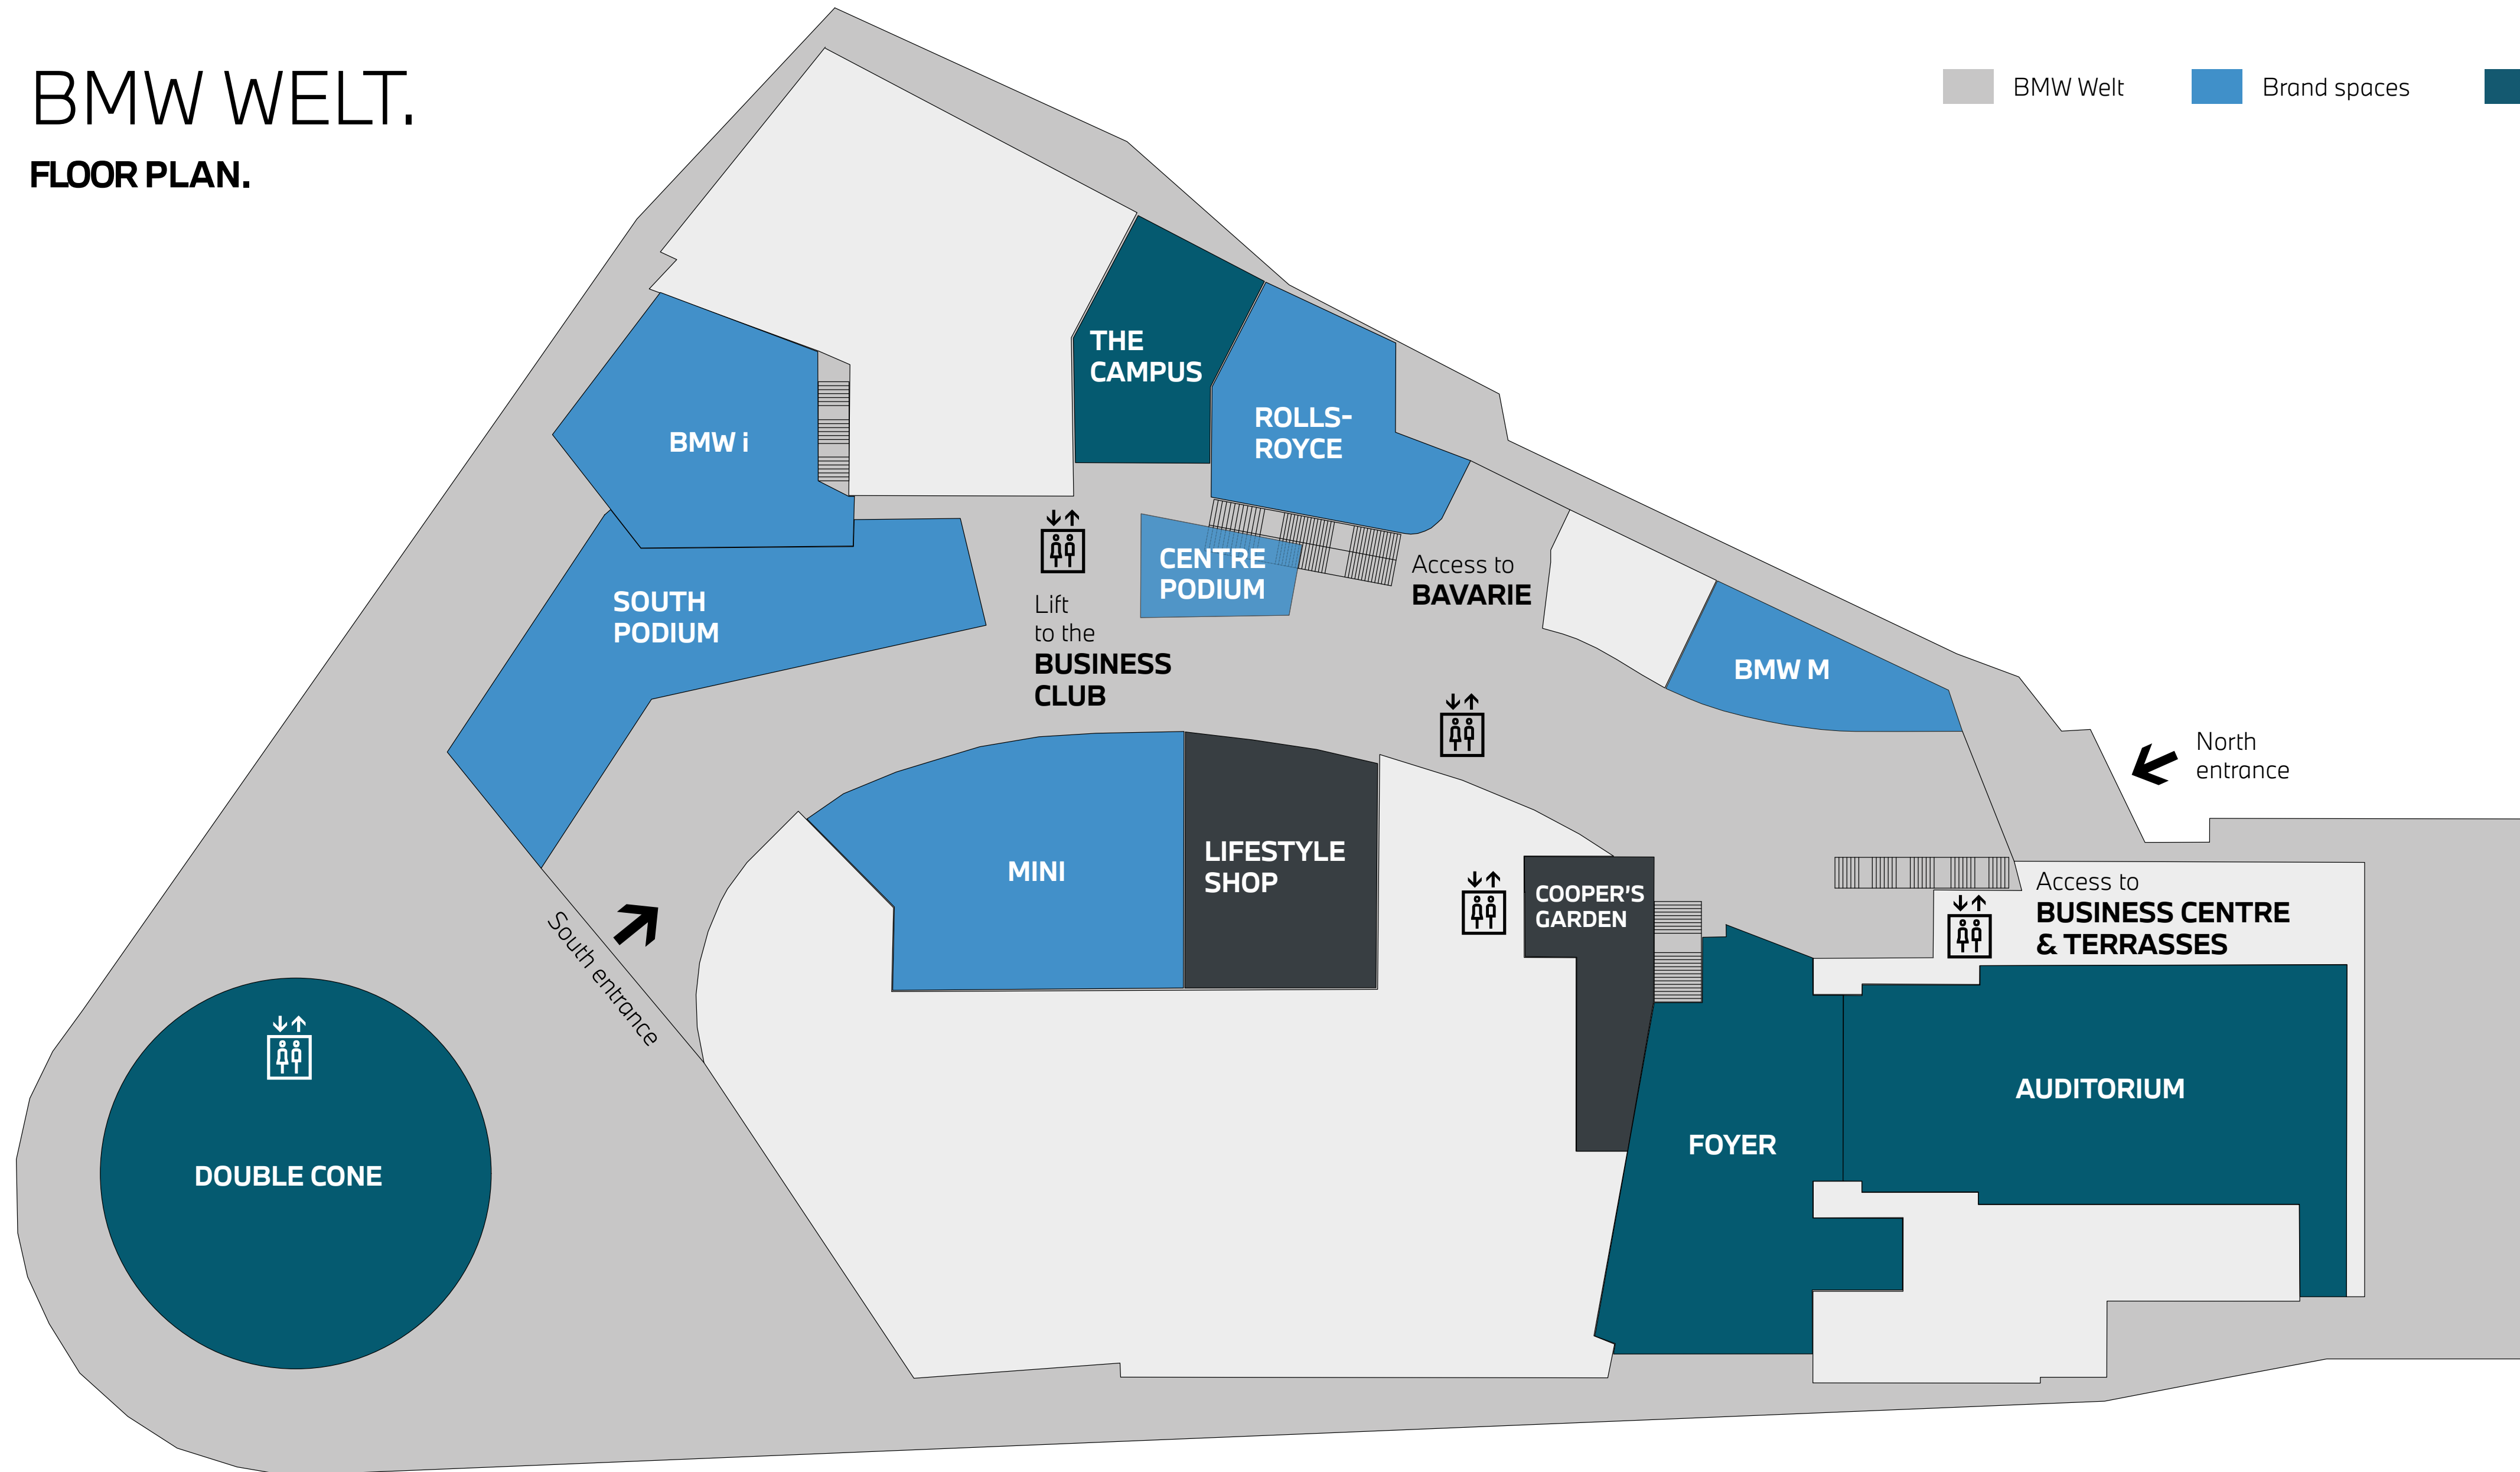 BMW WELT.
FLOOR PLAN.
BMW Welt
Brand spaces
THE
CAMPUS
ROLLS-
ROYCE
BMW i
CENTRE
PODIUM
Access to
BAVARIE
SOUTH
PODIUM
Lift
to the
BUSINESS
CLUB
BMW M
North
entrance
MINI
LIFESTYLE
SHOP
COOPER'S
GARDEN
Access to
BUSINESS CENTRE
& TERRASSES
South entrance
AUDITORIUM
FOYER
DOUBLE CONE